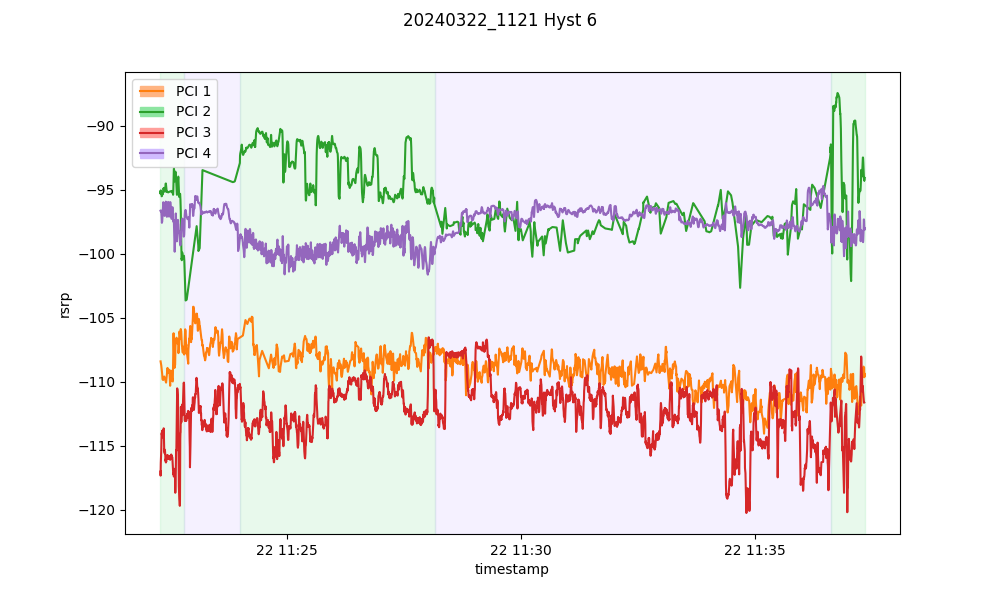 20240322_1121 Hyst 6
PCI 1
PCI 2
PCI 3
PCI 4
−90
−95
−100
−105
−110
−115
−120
rsrp
22 11:25
22 11:30
22 11:35
timestamp